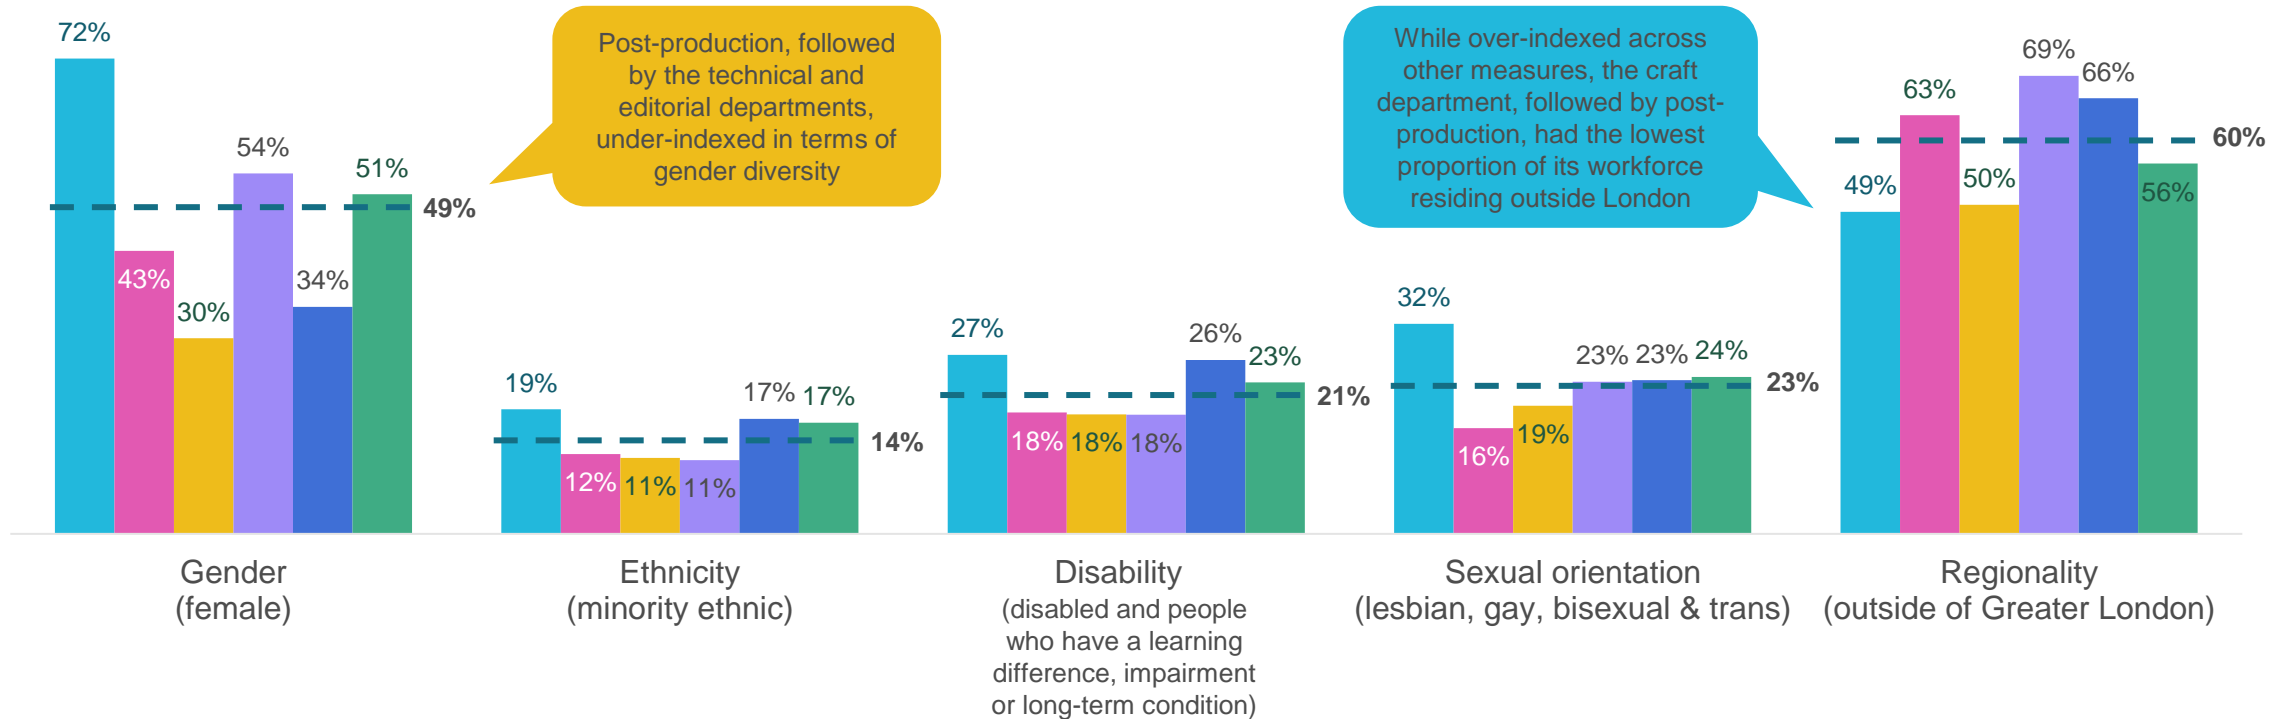 72%
43%
30%
54%
34%
51%
49%
Post-production, followed
by the technical and
editorial departments,
under-indexed in terms of
gender diversity
19%
12%
11%
11%
17%
17%
14%
27%
18%
18%
18%
26%
23%
21%
While over-indexed across
other measures, the craft
department, followed by post-
production, had the lowest
proportion of its workforce
residing outside London
32%
16%
19%
23%
23%
24%
23%
49%
63%
50%
69%
66%
56%
60%
Gender
(female)
Ethnicity
(minority ethnic)
Disability
(disabled and people
who have a learning
difference, impairment
or long-term condition)
Sexual orientation
(lesbian, gay, bisexual & trans)
Regionality
(outside of Greater London)